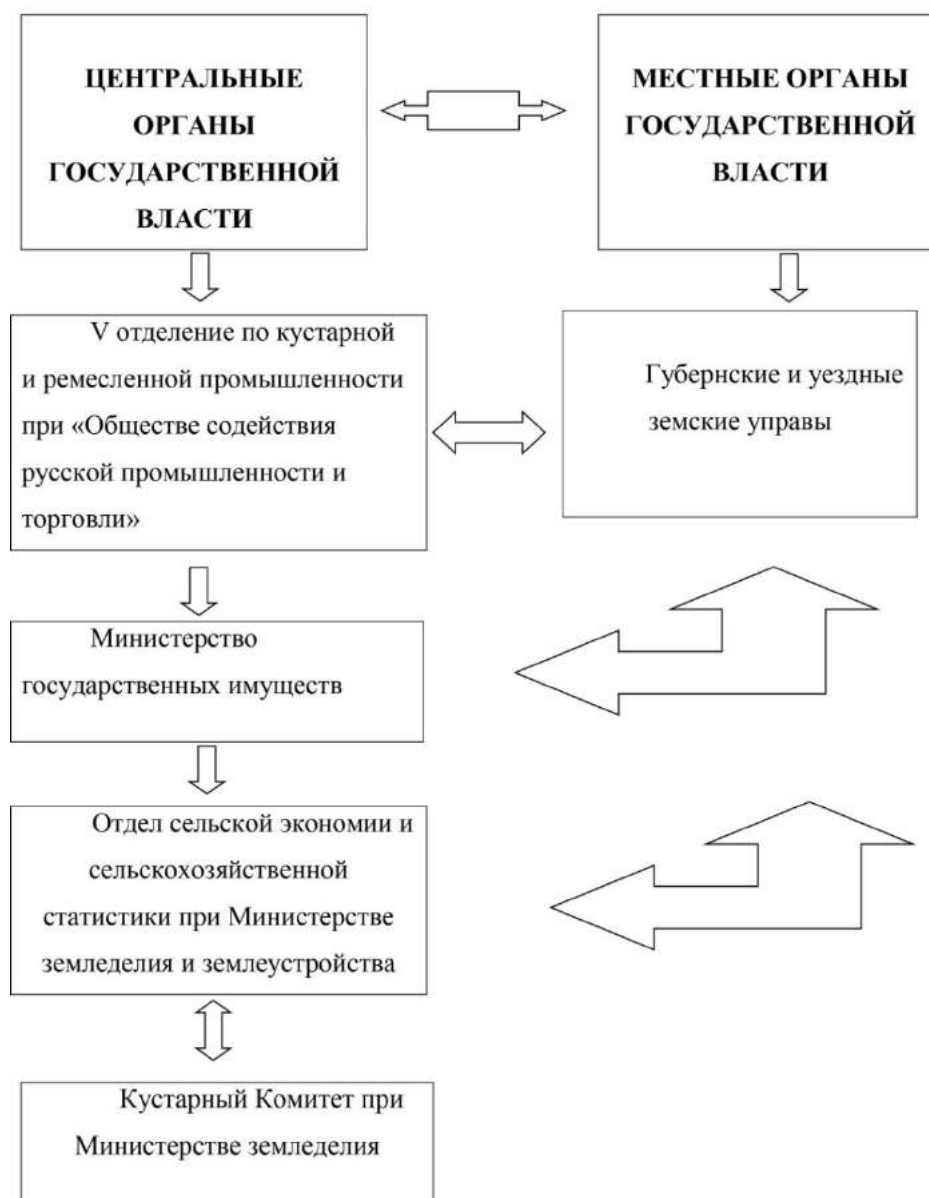 ЦЕНТРАЛЬНЫЕ
ОРГАНЫ
ГОСУДАРСТВЕННОЙ
ВЛАСТИ
МЕСТНЫЕ ОРГАНЫ
ГОСУДАРСТВЕННОЙ
ВЛАСТИ
V отделение по кустарной
и ремесленной промышленности
при «Обществе содействия
русской промышленности и
торговли»
Губернские и уездные
земские управы
Министерство
государственных имуществ
Отдел сельской экономии и
сельскохозяйственной
статистики при Министерстве
земледелия и землеустройства
Кустарный Комитет при
Министерстве земледелия